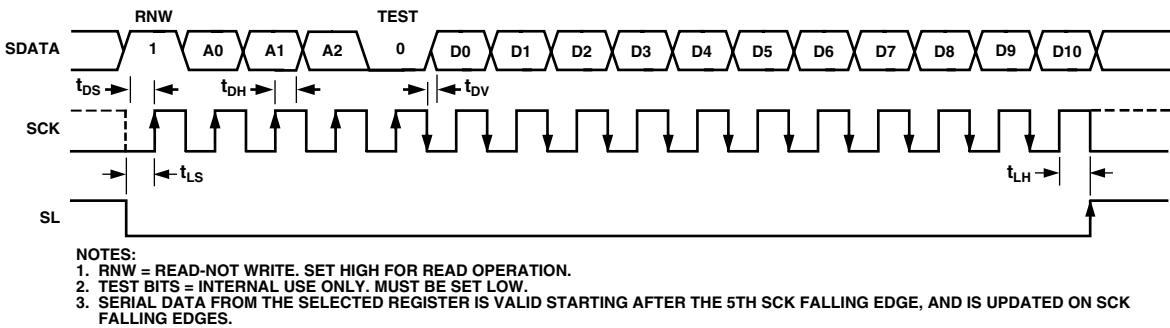 RNW TEST
SDATA 1 A0 A1 A2 0 D0 D1 D2 D3 D4 D5 D6 D7 D8 D9 D10
tDS tDH tDV
SCK
tLS tLH
SL
NOTES:
1. RNW = READ-NOT WRITE. SET HIGH FOR READ OPERATION.
2. TEST BITS = INTERNAL USE ONLY. MUST BE SET LOW.
3. SERIAL DATA FROM THE SELECTED REGISTER IS VALID STARTING AFTER THE 5TH SCK FALLING EDGE, AND IS UPDATED ON SCK
FALLING EDGES.